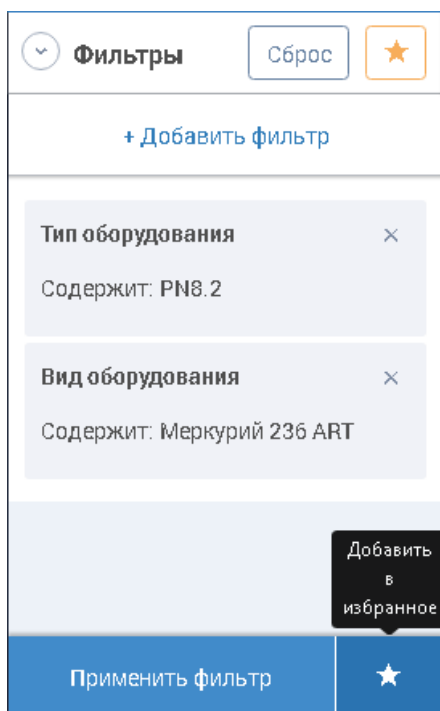 Фильтры
Сброс
+ Добавить фильтр
Тип оборудования
Содержит: PN8.2
Вид оборудования
Содержит: Меркурий 236 ART
Добавить
в
избранное
Применить фильтр